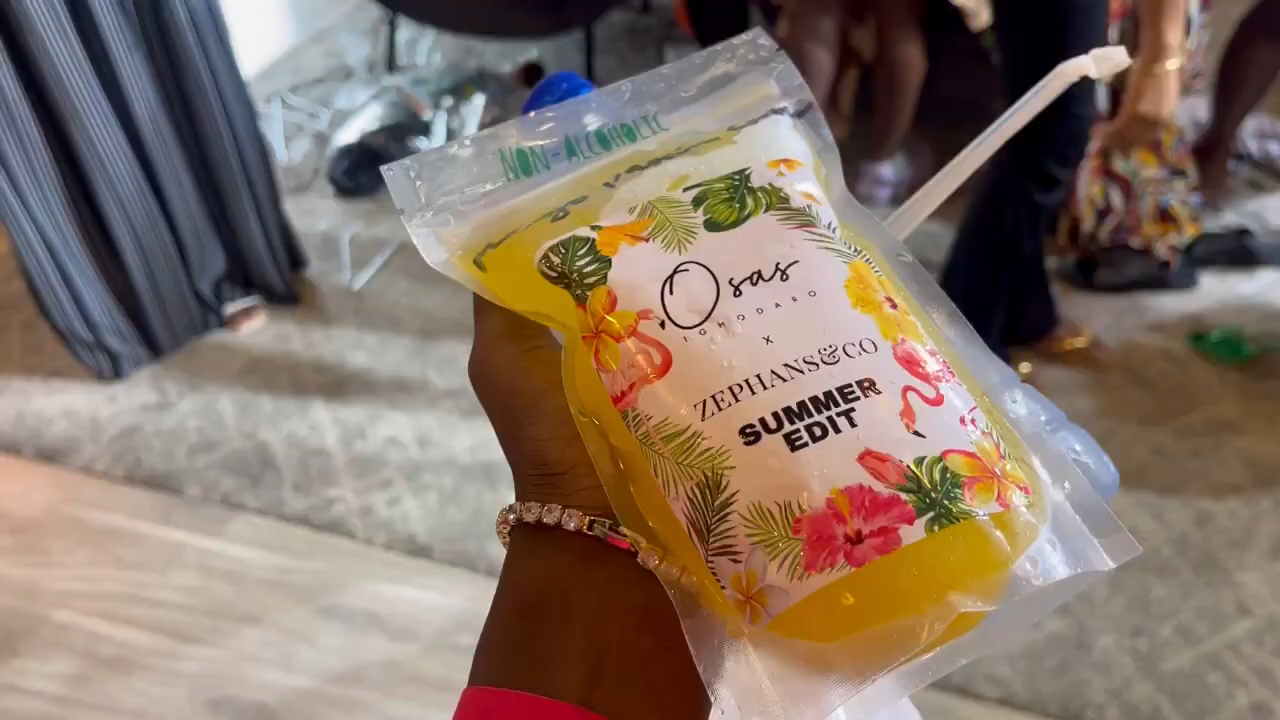 NON-ALCOHOLIC
Osas
IGHODARO
X
ZEPHANS&CO
SUMMER
EDIT